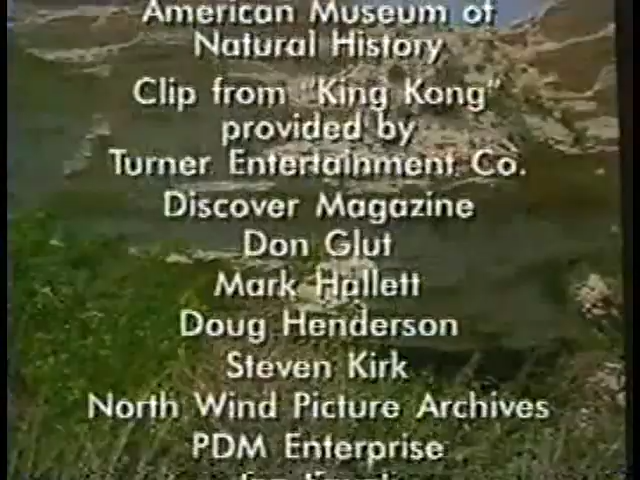 American Museum of
Natural History
Clip from "King Kong"
provided by
Turner Entertainment Co.
Discover Magazine
Don Glut
Mark Hallett
Doug Henderson
Steven Kirk
North Wind Picture Archives
PDM Enterprise